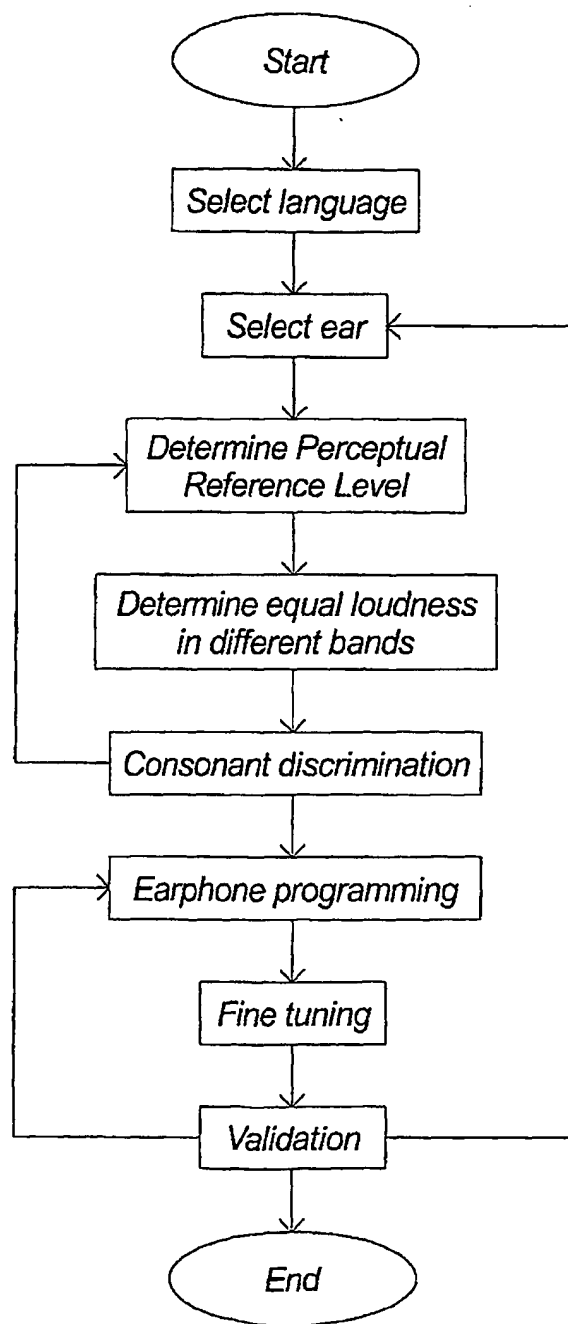 Start
Select language
Select ear
Determine Perceptual
Reference Level
Determine equal loudness
in different bands
Consonant discrimination
Earphone programming
Fine tuning
Validation
End